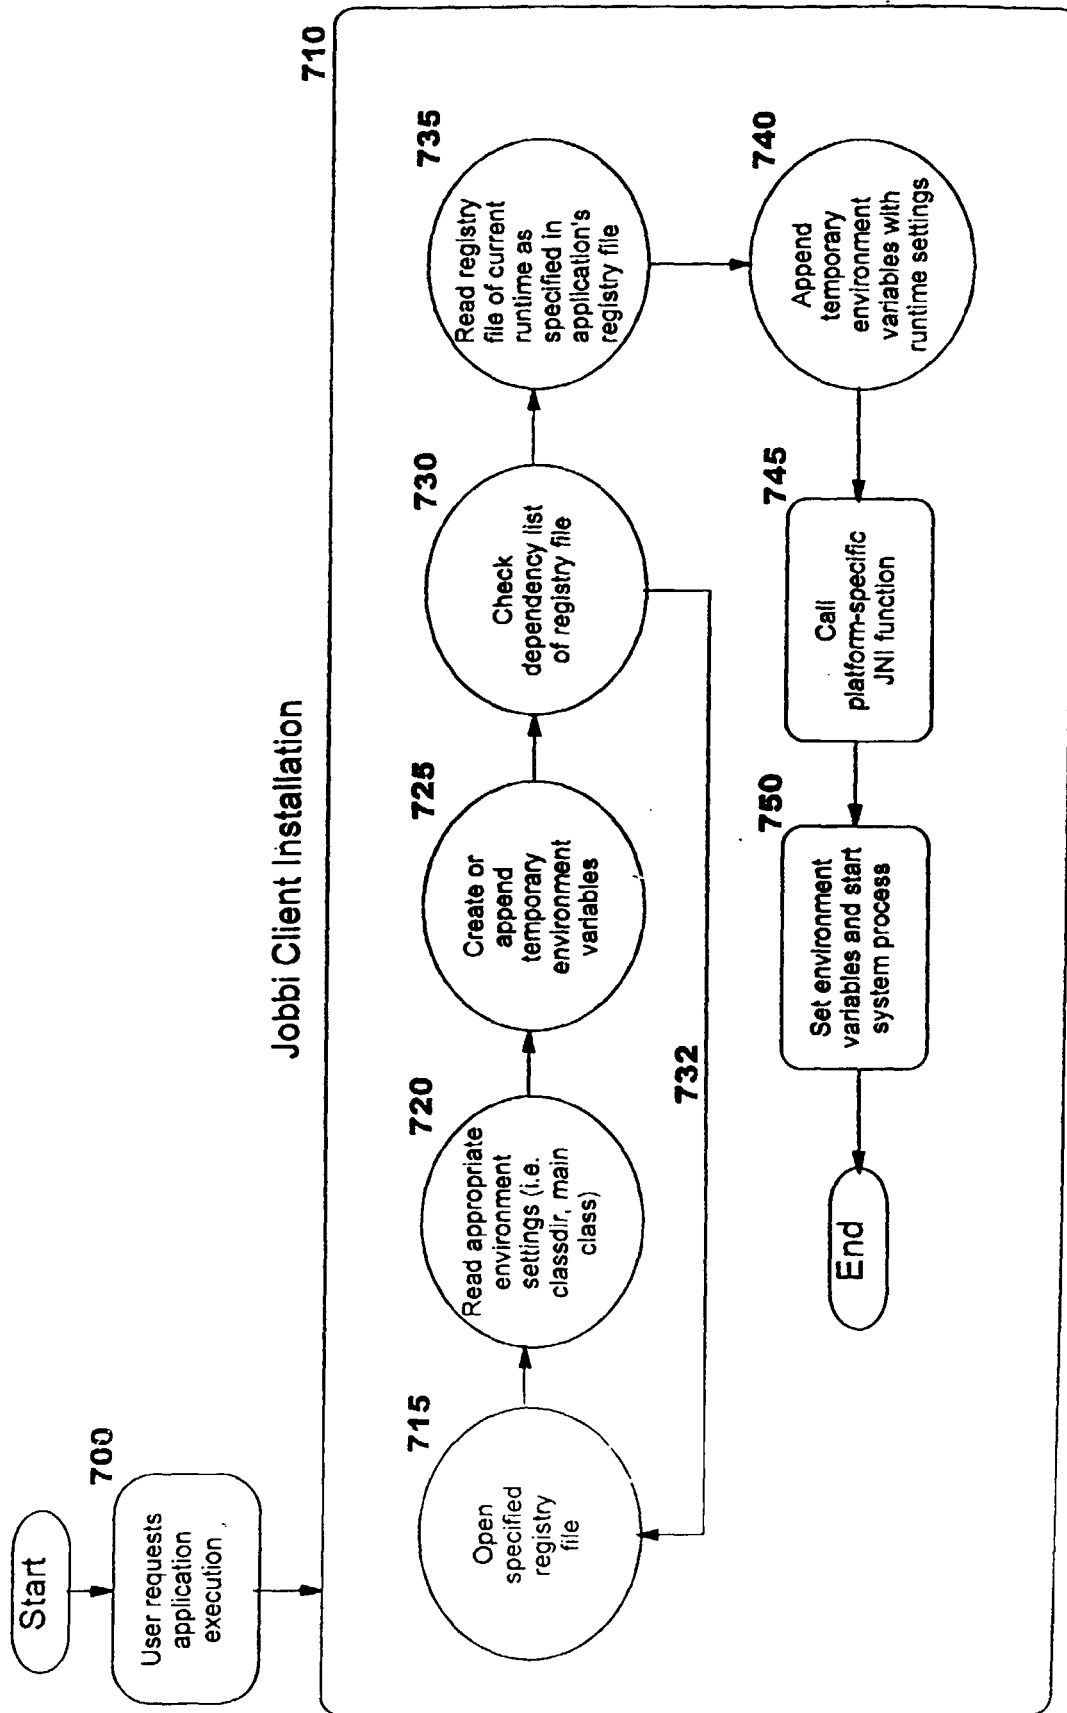 Start
700
User requests
application
execution
Jobbi Client Installation
710
715
Open
specified
registry
file
720
Read appropriate
environment
settings (i.e.
classdir, main
class)
725
Create or
append
temporary
environment
variables
730
Check
dependency list
of registry file
732
735
Read registry
file of current
runtime as
specified in
application's
registry file
740
Append
temporary
environment
variables with
runtime settings
745
Call
platform-specific
JNI function
750
Set environment
variables and start
system process
End